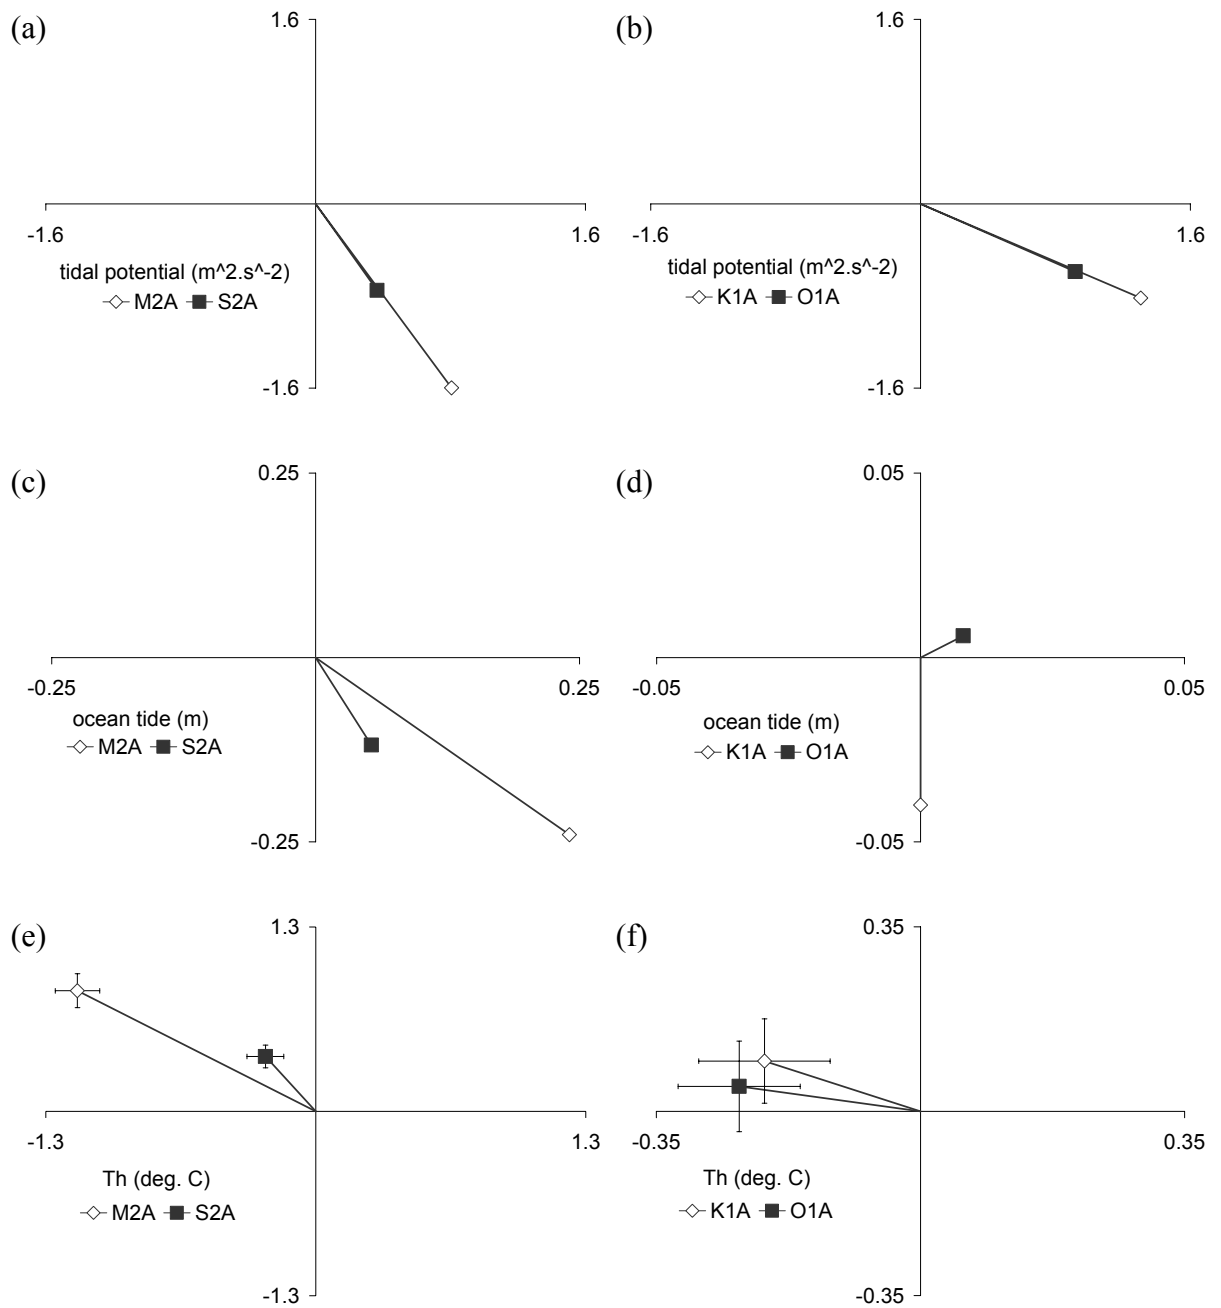 (a)
1.6
-1.6
1.6
tidal potential (m^2.s^-2)
M2A S2A
-1.6
(b)
1.6
-1.6
1.6
tidal potential (m^2.s^-2)
K1A O1A
-1.6
(c)
0.25
-0.25
0.25
ocean tide (m)
M2A S2A
-0.25
(d)
0.05
-0.05
0.05
ocean tide (m)
K1A O1A
-0.05
(e)
1.3
-1.3
1.3
Th (deg. C)
M2A S2A
-1.3
(f)
0.35
-0.35
0.35
Th (deg. C)
K1A O1A
-0.35